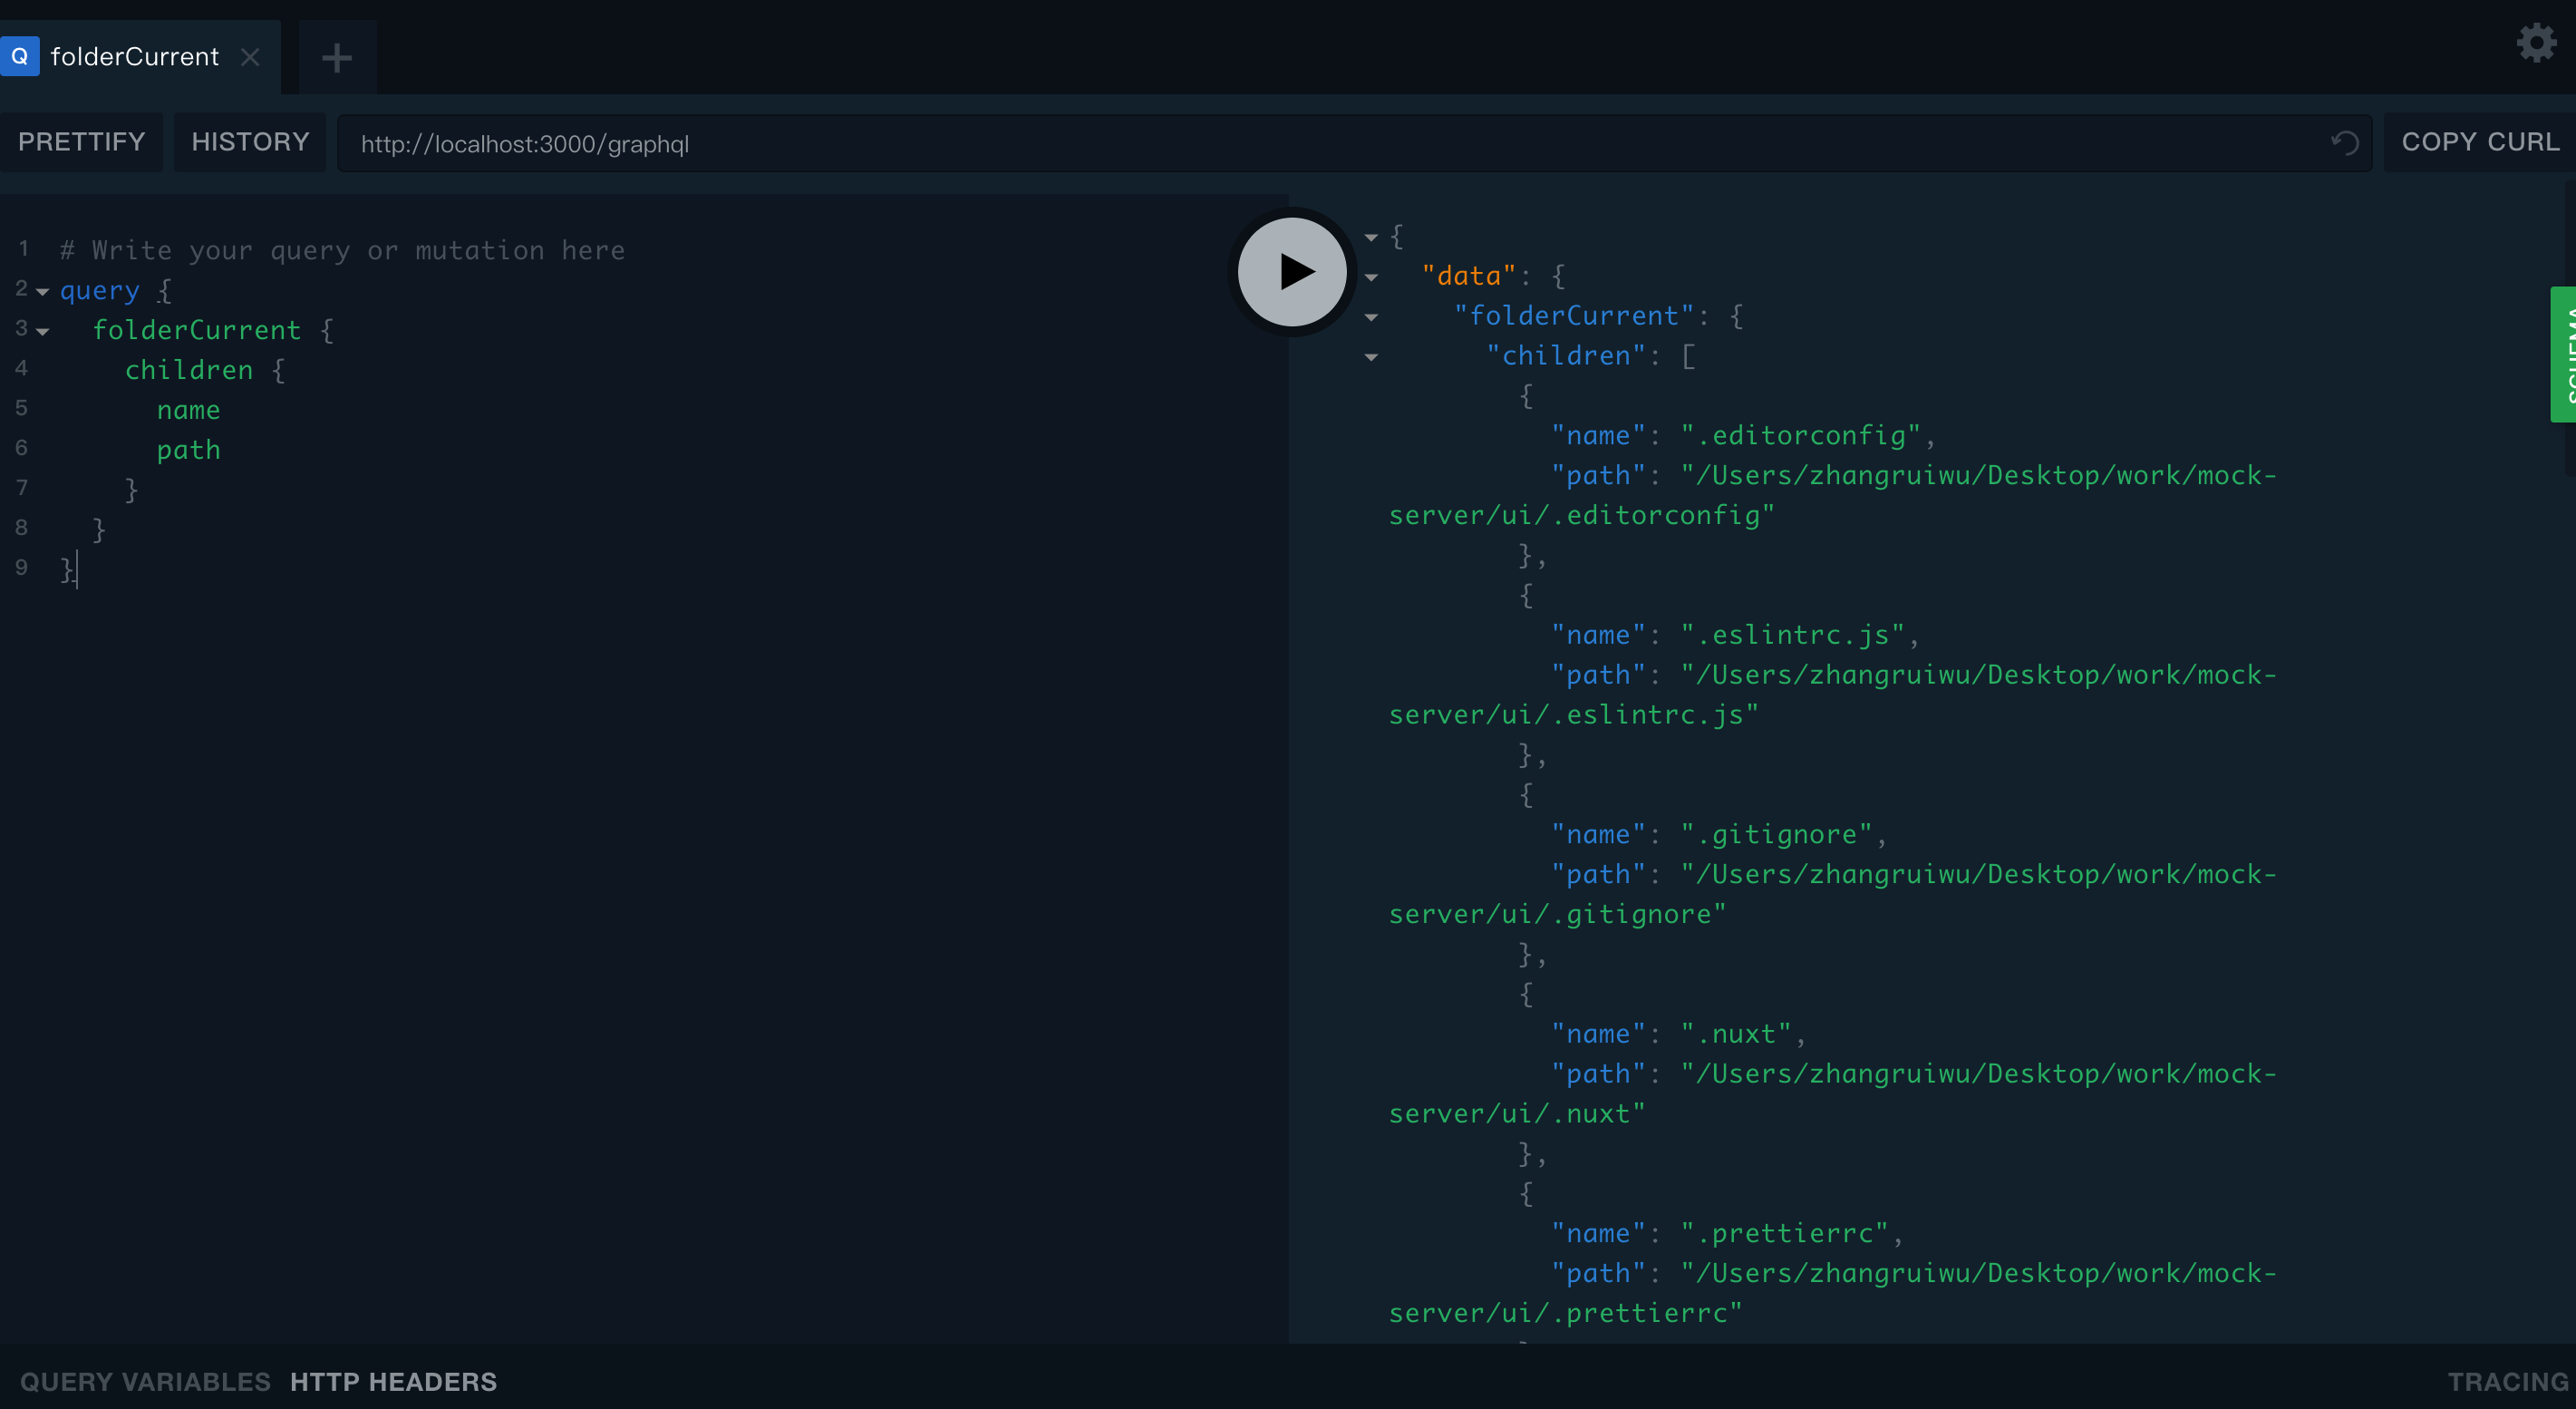 Q folderCurrent
PRETTIFY HISTORY http://localhost:3000/graphql COPY CURL
1 # Write your query or mutation here
2 query {
3 folderCurrent {
4 children {
5 name
6 path
7 }
8 }
9 }
{
"data": {
"folderCurrent": {
"children": [
{
"name": ".editorconfig",
"path": "/Users/zhangruiwu/Desktop/work/mock-
server/ui/.editorconfig"
},
{
"name": ".eslintrc.js",
"path": "/Users/zhangruiwu/Desktop/work/mock-
server/ui/.eslintrc.js"
},
{
"name": ".gitignore",
"path": "/Users/zhangruiwu/Desktop/work/mock-
server/ui/.gitignore"
},
{
"name": ".nuxt",
"path": "/Users/zhangruiwu/Desktop/work/mock-
server/ui/.nuxt"
},
{
"name": ".prettierrc",
"path": "/Users/zhangruiwu/Desktop/work/mock-
server/ui/.prettierrc"
SCHEMA
QUERY VARIABLES HTTP HEADERS TRACING